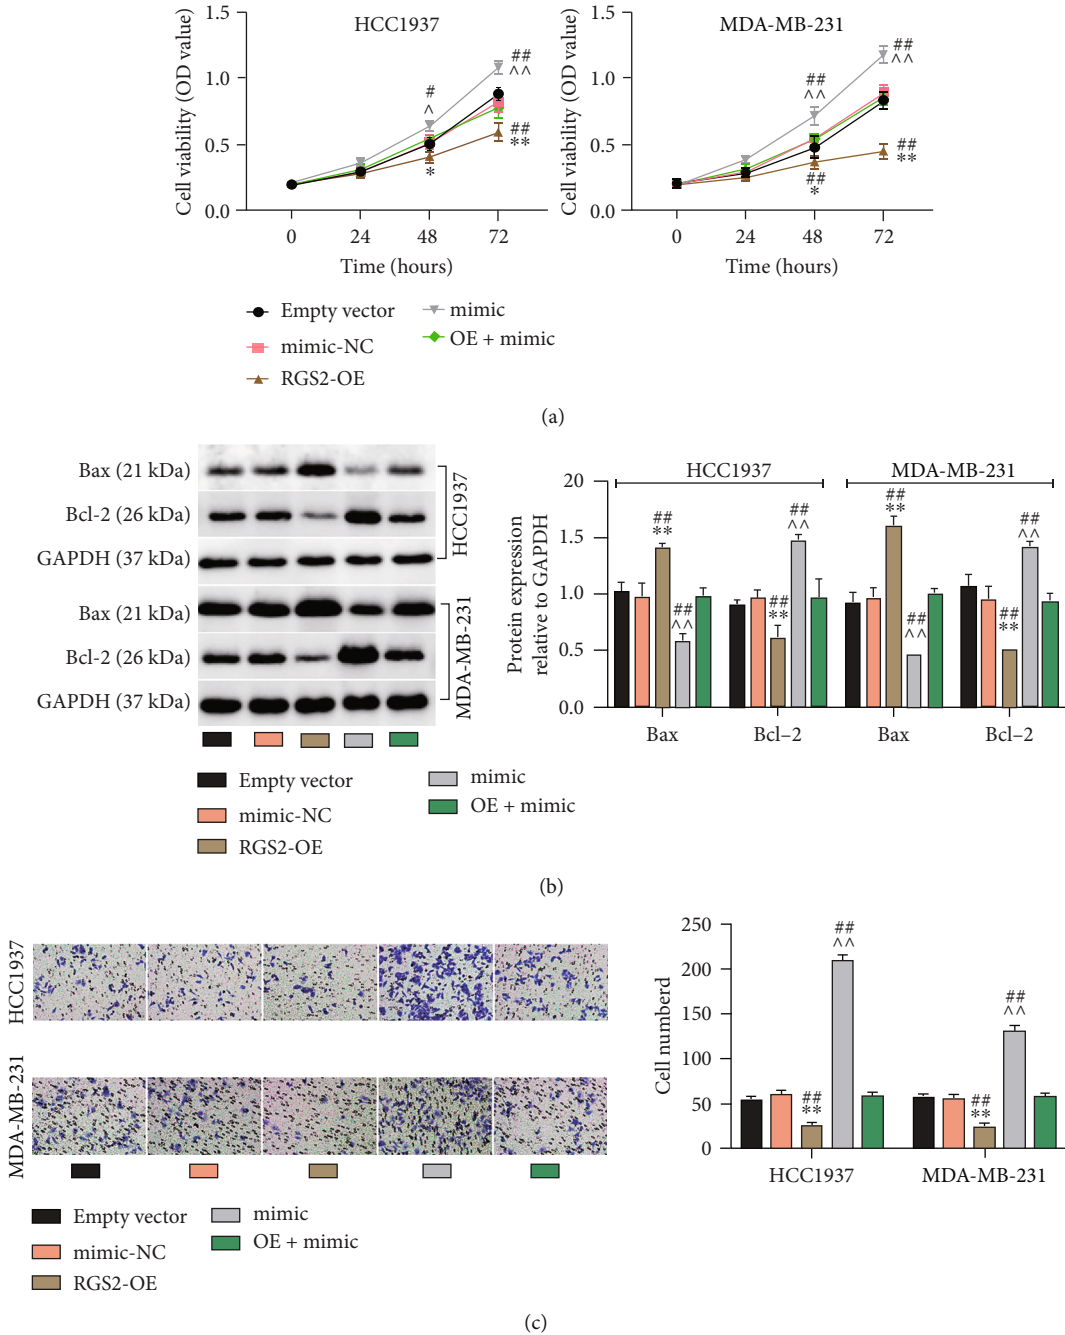 HCC1937
MDA-MB-231
Cell viability (OD value)
1.5
1.0
0.5
0.0
0 24 48 72
Time (hours)
#
^
*
##
^^
##
**
Cell viability (OD value)
1.5
1.0
0.5
0.0
0 24 48 72
Time (hours)
##
^^
##
*
##
^^
##
**
Empty vector
mimic-NC
RGS2-OE
mimic
OE + mimic
(a)
Bax (21 kDa)
Bcl-2 (26 kDa)
GAPDH (37 kDa)
HCC1937
Bax (21 kDa)
Bcl-2 (26 kDa)
GAPDH (37 kDa)
MDA-MB-231
Empty vector
mimic-NC
RGS2-OE
mimic
OE + mimic
HCC1937
MDA-MB-231
Protein expression
relative to GAPDH
20
1.5
1.0
0.5
0.0
##
**
##
^^
##
**
##
^^
##
**
##
^^
##
**
##
^^
Bax Bcl–2 Bax Bcl–2
(b)
HCC1937
MDA-MB-231
Empty vector
mimic-NC
RGS2-OE
mimic
OE + mimic
Cell numberd
250
200
150
100
50
0
##
**
##
^^
##
**
##
^^
HCC1937 MDA-MB-231
(c)